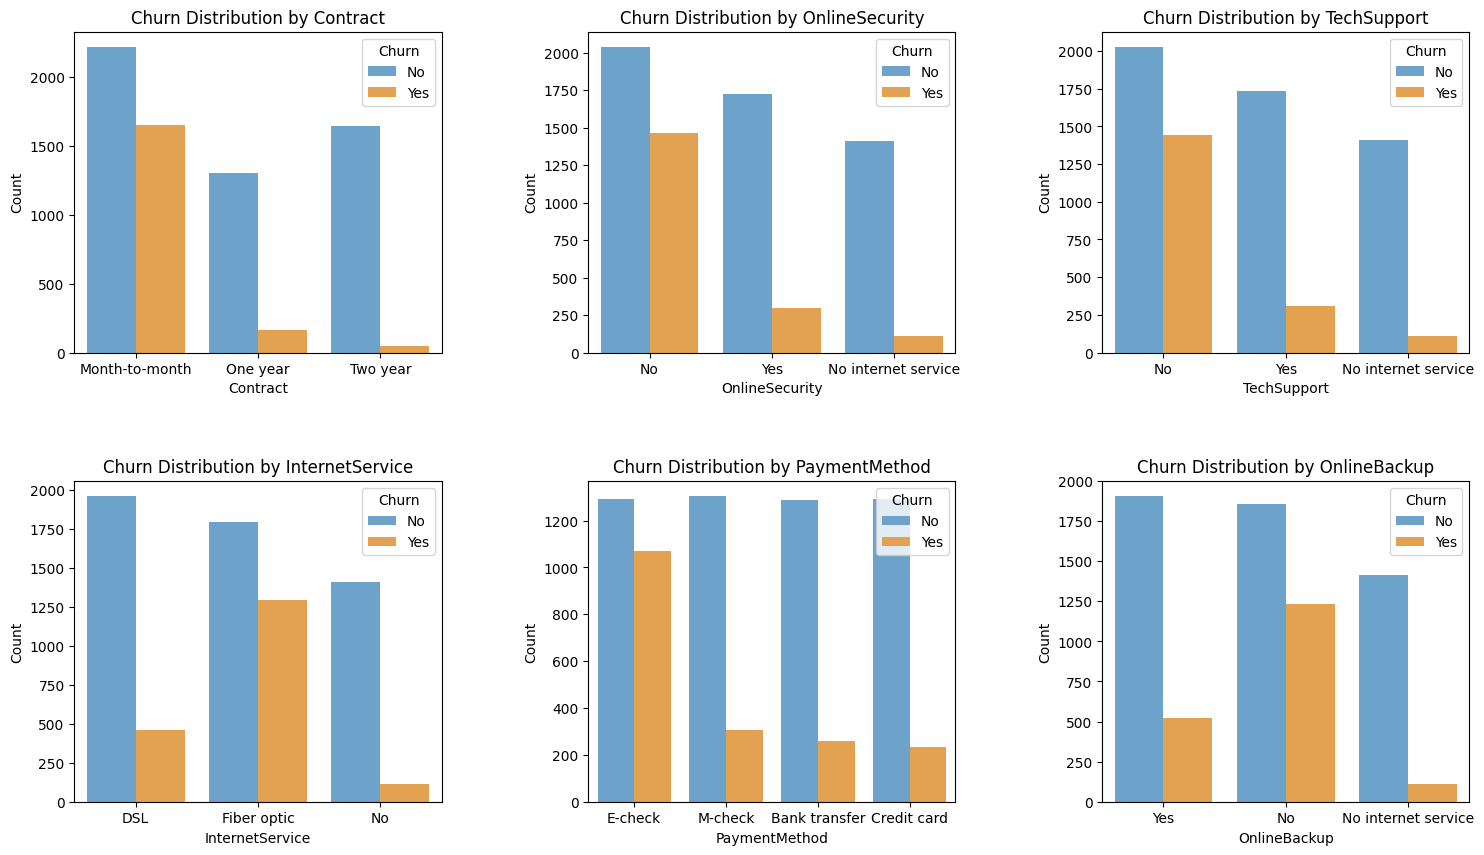 Churn Distribution by Contract
Churn
No
Yes
2000
1500
1000
500
0
Count
Month-to-month
One year
Two year
Contract
Churn Distribution by OnlineSecurity
Churn
No
Yes
2000
1750
1500
1250
1000
750
500
250
0
Count
No
Yes
No internet service
OnlineSecurity
Churn Distribution by TechSupport
Churn
No
Yes
2000
1750
1500
1250
1000
750
500
250
0
Count
No
Yes
No internet service
TechSupport
Churn Distribution by InternetService
Churn
No
Yes
2000
1750
1500
1250
1000
750
500
250
0
Count
DSL
Fiber optic
No
InternetService
Churn Distribution by PaymentMethod
Churn
No
Yes
1200
1000
800
600
400
200
0
Count
E-check
M-check
Bank transfer
Credit card
PaymentMethod
Churn Distribution by OnlineBackup
Churn
No
Yes
2000
1750
1500
1250
1000
750
500
250
0
Count
Yes
No
No internet service
OnlineBackup